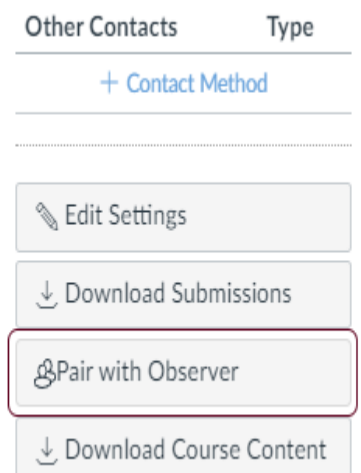 Other Contacts Type
+ Contact Method
Edit Settings
Download Submissions
Pair with Observer
Download Course Content